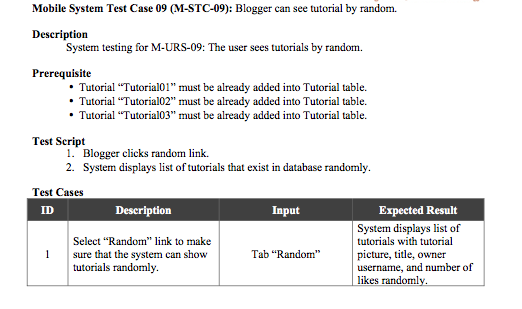 Mobile System Test Case 09 (M-STC-09): Blogger can see tutorial by random.
Description
System testing for M-URS-09: The user sees tutorials by random.
Prerequisite
• Tutorial “Tutorial01” must be already added into Tutorial table.
• Tutorial “Tutorial02” must be already added into Tutorial table.
• Tutorial “Tutorial03” must be already added into Tutorial table.
Test Script
1. Blogger clicks random link.
2. System displays list of tutorials that exist in database randomly.
Test Cases
ID Description Input Expected Result
1
Select “Random” link to make
sure that the system can show
tutorials randomly.
Tab “Random”
System displays list of
tutorials with tutorial
picture, title, owner
username, and number of
likes randomly.